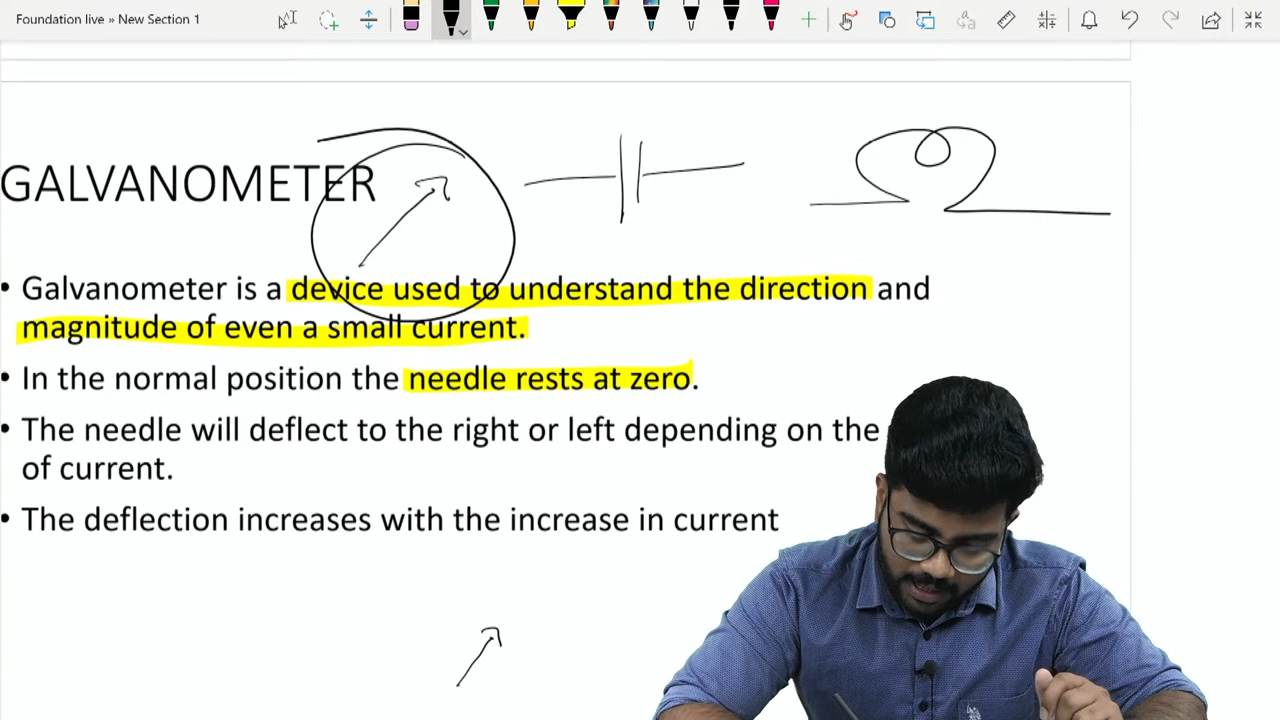 Foundation live » New Section 1
GALVANOMETER
• Galvanometer is a device used to understand the direction and
magnitude of even a small current.
• In the normal position the needle rests at zero.
• The needle will deflect to the right or left depending on the
of current.
• The deflection increases with the increase in current